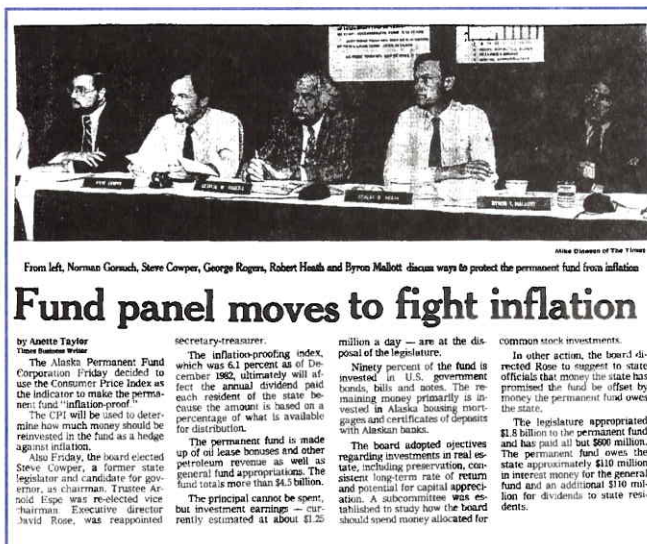 GEORGE W. ROGERS
BYRON I. MALLOTT
Mike Dineen of The Times
From left, Norman Gorsuch, Steve Cowper, George Rogers, Robert Heath and Byron Mallott discuss ways to protect the permanent fund from inflation
Fund panel moves to fight inflation
by Anette Taylor
Times Business Writer
The Alaska Permanent Fund
Corporation Friday decided to
use the Consumer Price Index as
the indicator to make the perma-
nent fund "inflation-proof."
The CPI will be used to deter-
mine how much money should be
reinvested in the fund as a hedge
against inflation.
Also Friday, the board elected
Steve Cowper, a former state
legislator and candidate for gov-
ernor, as chairman. Trustee Ar-
nold Espe was re-elected vice
chairman. Executive director
David Rose, was reappointed
secretary-treasurer.
The inflation-proofing index,
which was 6.1 percent as of De-
cember 1982, ultimately will af-
fect the annual dividend paid
each resident of the state be-
cause the amount is based on a
percentage of what is available
for distribution.
The permanent fund is made
up of oil lease bonuses and other
petroleum revenue as well as
general fund appropriations. The
fund totals more than $4.5 billion.
The principal cannot be spent,
but investment earnings — cur-
rently estimated at about $1.25
million a day — are at the dis-
posal of the legislature.
Ninety percent of the fund is
invested in U.S. government
bonds, bills and notes. The re-
maining money primarily is in-
vested in Alaska housing mort-
gages and certificates of deposits
with Alaskan banks.
The board adopted ojectives
regarding investments in real es-
tate, including preservation, con-
sistent long-term rate of return
and potential for capital appreci-
ation. A subcommittee was es-
tablished to study how the board
should spend money allocated for
common stock investments.
In other action, the board di-
rected Rose to suggest to state
officials that money the state has
promised the fund be offset by
money the permanent fund owes
the state.
The legislature appropriated
$1.8 billion to the permanent fund
and has paid all but $600 million.
The permanent fund owes the
state approximately $110 million
in interest money for the general
fund and an additional $110 mil-
lion for dividends to state resi-
dents.